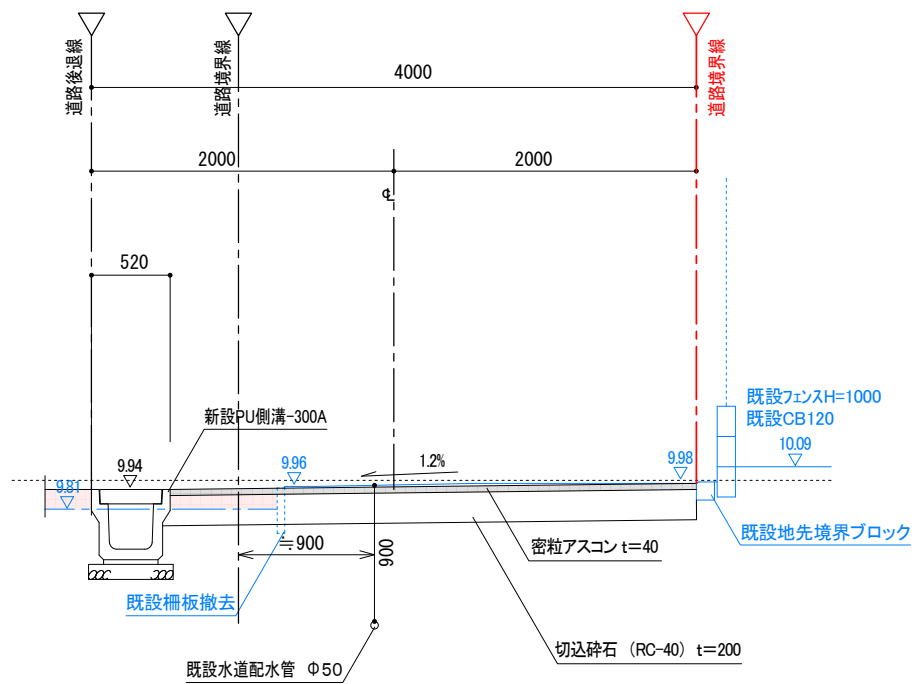 道路後退線
道路境界線
道路境界線
4000
2000
2000
℄
520
新設PU側溝-300A
既設フェンスH=1000
既設CB120
10.09
9.81
9.94
9.96
1.2%
9.98
≒900
900
既設地先境界ブロック
密粒アスコン t=40
既設柵板撤去
切込砕石 (RC-40) t=200
既設水道配水管 Φ50